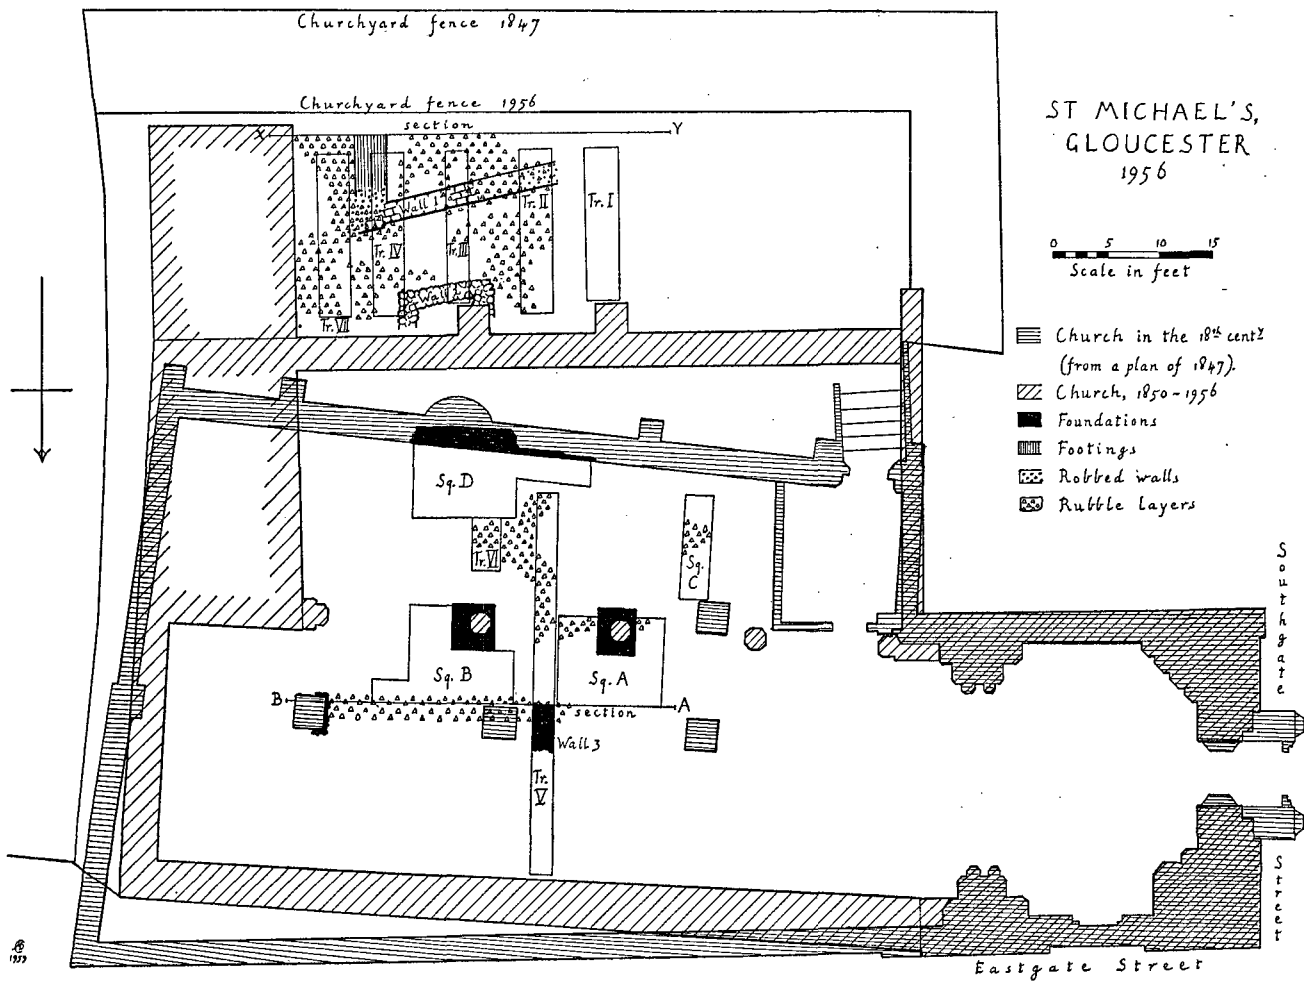 Churchyard fence 1847
Churchyard fence 1956
section
X
Y
ST MICHAEL'S,
GLOUCESTER
1956
0 5 10 15
Scale in feet
Church in the 18th centy
(from a plan of 1847).
Church, 1850-1956
Foundations
Footings
Robbed walls
Rubble layers
Tr. I
Tr. II
Tr. III
Tr. IV
Tr. VII
Wall 1
Wall
Sq. D
Tr. VI
Sq. C
Sq. B
Sq. A
B
A
section
Wall 3
Tr. V
Southgate
Street
Eastgate Street
1959